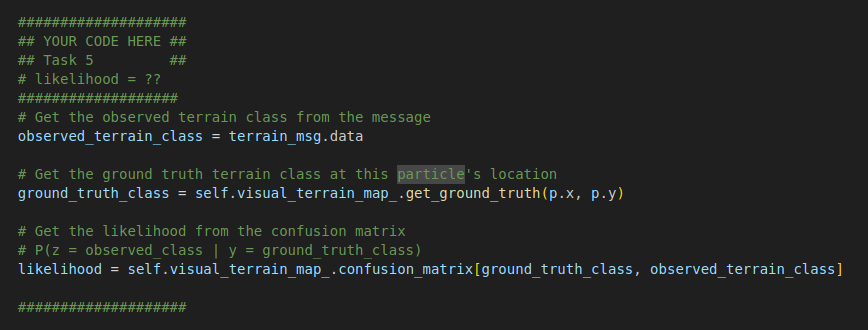 ####################
## YOUR CODE HERE ##
## Task 5         ##
# likelihood = ??
###################
# Get the observed terrain class from the message
observed_terrain_class = terrain_msg.data
# Get the ground truth terrain class at this particle's location
ground_truth_class = self.visual_terrain_map_.get_ground_truth(p.x, p.y)
# Get the likelihood from the confusion matrix
# P(z = observed_class | y = ground_truth_class)
likelihood = self.visual_terrain_map_.confusion_matrix[ground_truth_class, observed_terrain_class]
####################